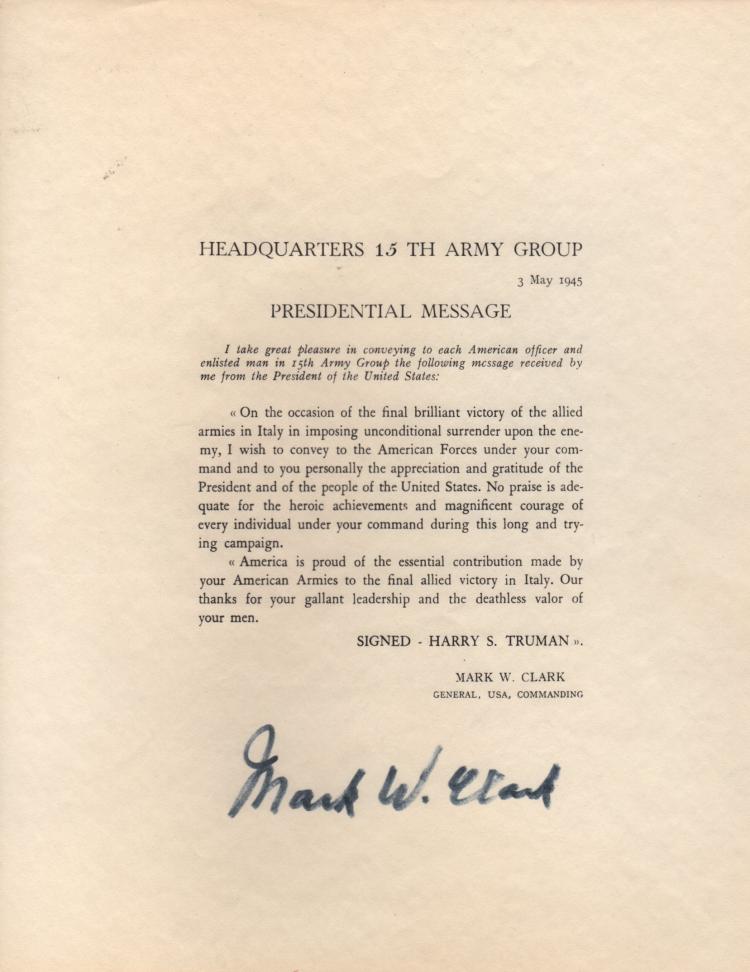 HEADQUARTERS 15 TH ARMY GROUP
3 May 1945
PRESIDENTIAL MESSAGE
I take great pleasure in conveying to each American officer and
enlisted man in 15th Army Group the following message received by
me from the President of the United States:
« On the occasion of the final brilliant victory of the allied
armies in Italy in imposing unconditional surrender upon the ene-
my, I wish to convey to the American Forces under your com-
mand and to you personally the appreciation and gratitude of the
President and of the people of the United States. No praise is ade-
quate for the heroic achievements and magnificent courage of
every individual under your command during this long and try-
ing campaign.
« America is proud of the essential contribution made by
your American Armies to the final allied victory in Italy. Our
thanks for your gallant leadership and the deathless valor of
your men.
SIGNED - HARRY S. TRUMAN ».
MARK W. CLARK
GENERAL, USA, COMMANDING
Mark W. Clark